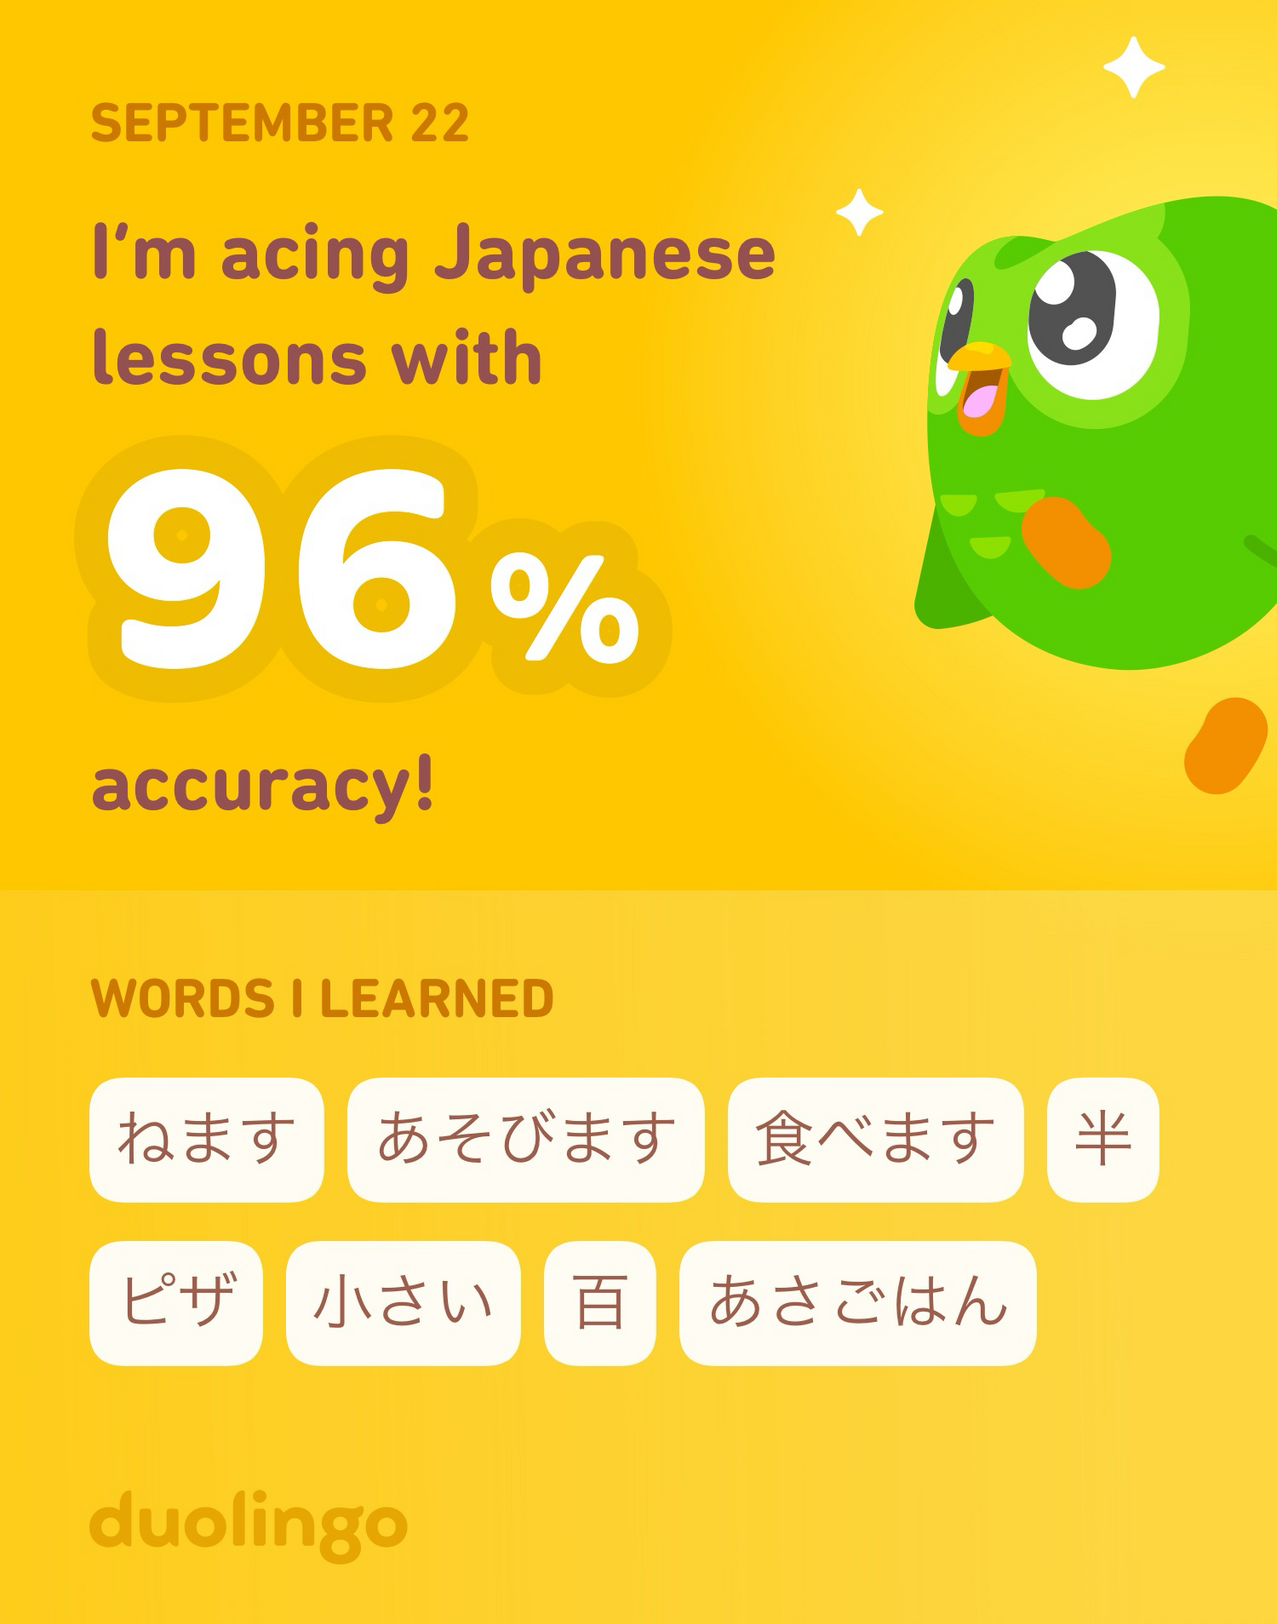 SEPTEMBER 22
I'm acing Japanese
lessons with
96%
accuracy!
WORDS I LEARNED
ねます あそびます 食べます 半
ピザ 小さい 百 あさごはん
duolingo